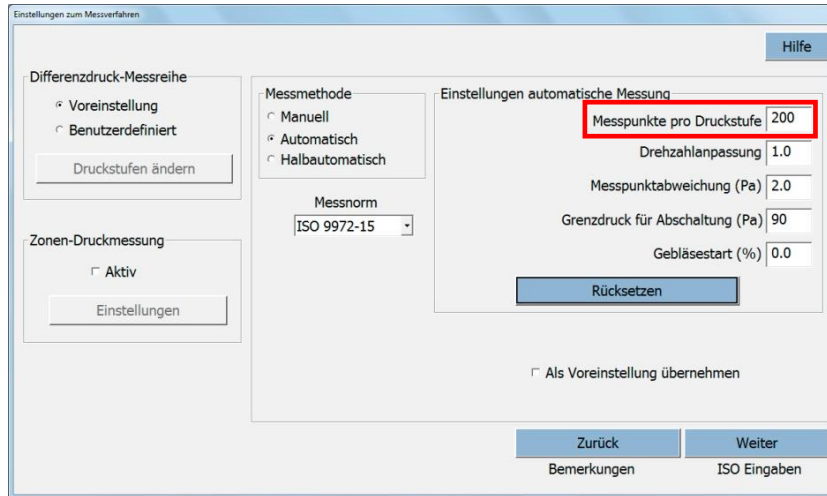 Einstellungen zum Messverfahren
Hilfe
Differenzdruck-Messreihe
Voreinstellung
Benutzerdefiniert
Druckstufen ändern
Zonen-Druckmessung
Aktiv
Einstellungen
Messmethode
Manuell
Automatisch
Halbautomatisch
Messnorm
ISO 9972-15
Einstellungen automatische Messung
Messpunkte pro Druckstufe 200
Drehzahlanpassung 1.0
Messpunktabweichung (Pa) 2.0
Grenzdruck für Abschaltung (Pa) 90
Gebläsestart (%) 0.0
Rücksetzen
Als Voreinstellung übernehmen
Zurück
Weiter
Bemerkungen
ISO Eingaben